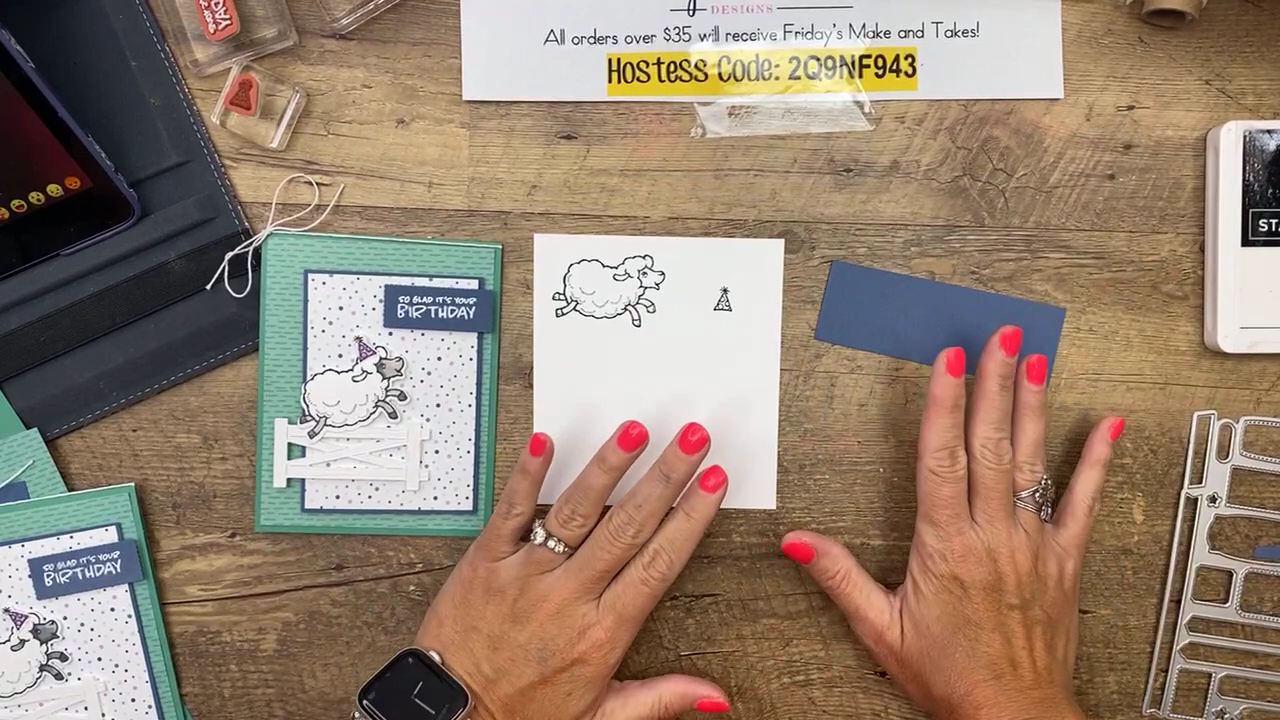 DESIGNS
All orders over $35 will receive Friday's Make and Takes!
Hostess Code: 2Q9NF943
SO GLAD IT'S YOUR
BIRTHDAY
SO GLAD IT'S YOUR
BIRTHDAY